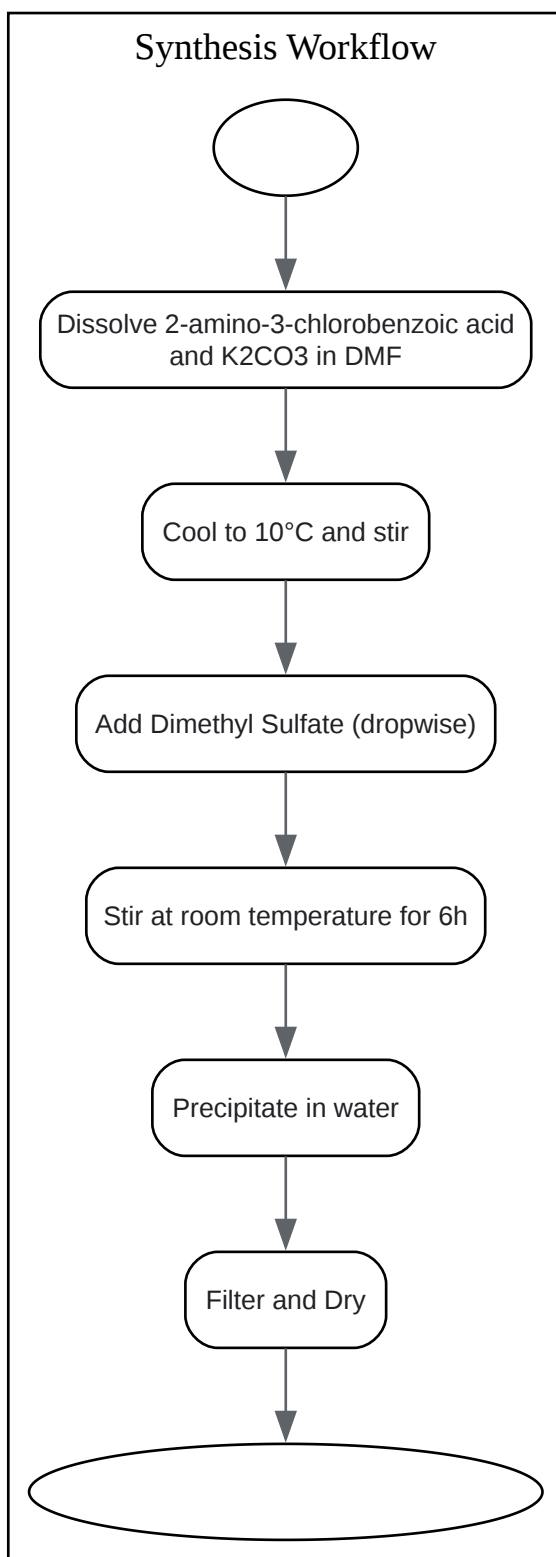 Synthesis Workflow
Dissolve 2-amino-3-chlorobenzoic acid
and K2CO3 in DMF
Cool to 10°C and stir
Add Dimethyl Sulfate (dropwise)
Stir at room temperature for 6h
Precipitate in water
Filter and Dry